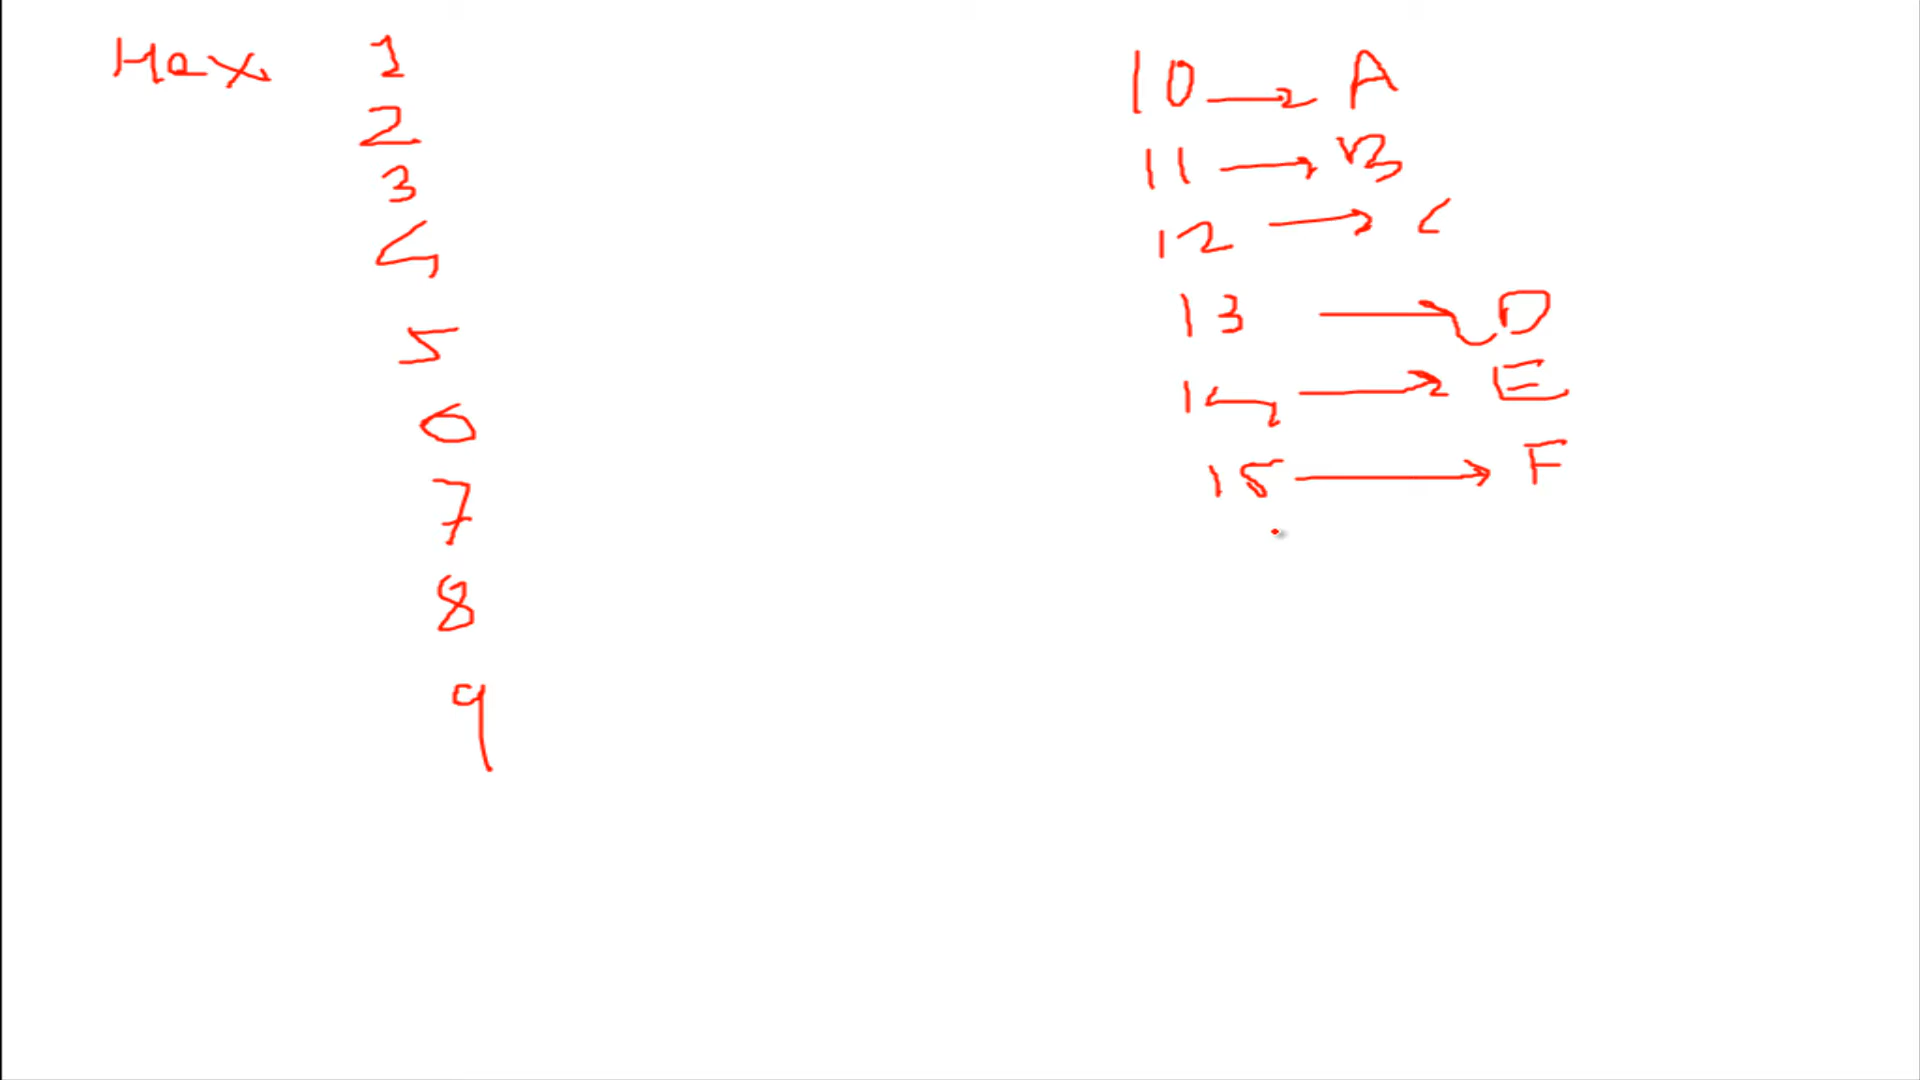 Hex 1
2
3
4
5
6
7
8
9
10 → A
11 → B
12 → C
13 → D
14 → E
15 → F